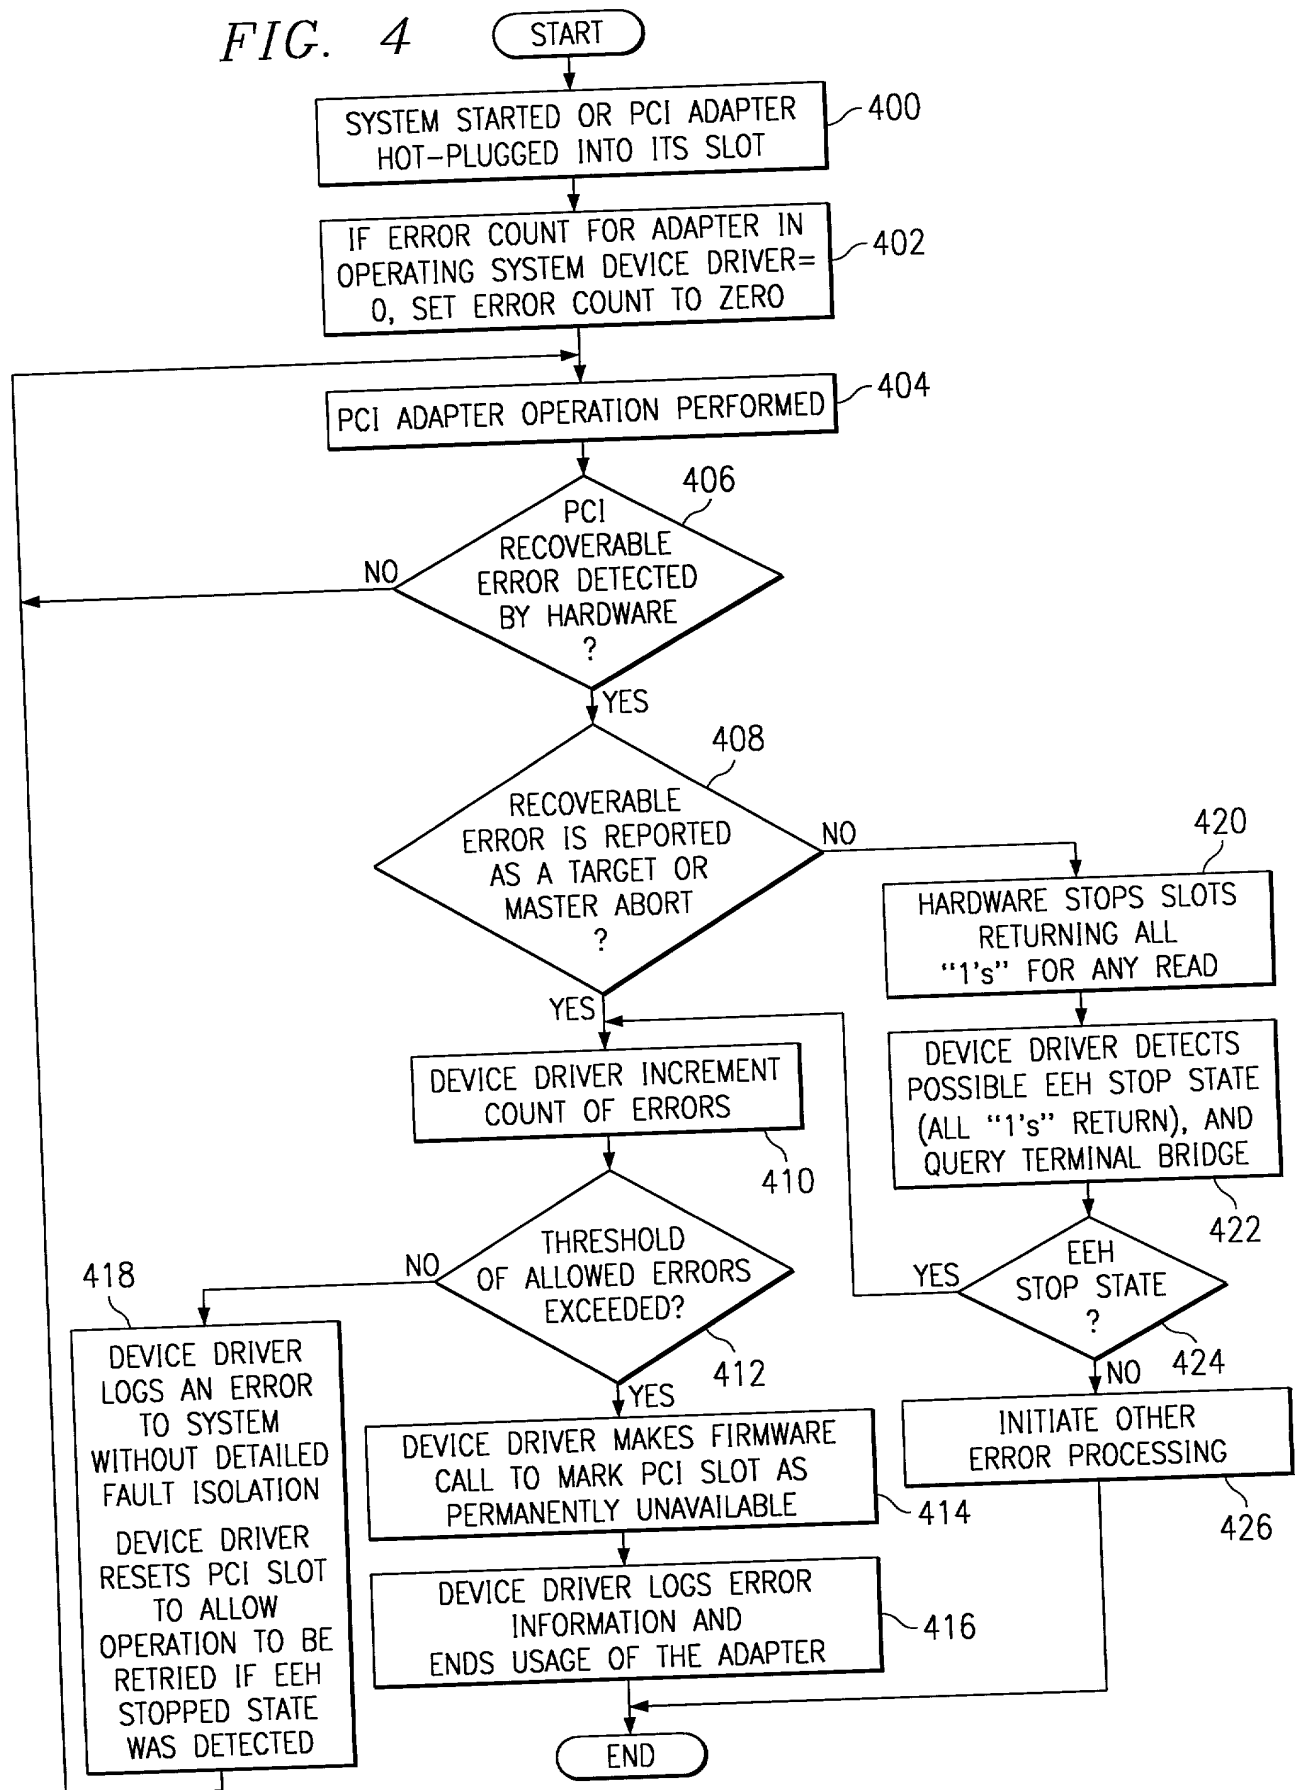 FIG. 4
START
SYSTEM STARTED OR PCI ADAPTER
HOT-PLUGGED INTO ITS SLOT
400
IF ERROR COUNT FOR ADAPTER IN
OPERATING SYSTEM DEVICE DRIVER=
0, SET ERROR COUNT TO ZERO
402
PCI ADAPTER OPERATION PERFORMED
404
406
PCI
RECOVERABLE
ERROR DETECTED
BY HARDWARE
?
NO
YES
408
RECOVERABLE
ERROR IS REPORTED
AS A TARGET OR
MASTER ABORT
?
NO
YES
420
HARDWARE STOPS SLOTS
RETURNING ALL
“1's” FOR ANY READ
DEVICE DRIVER DETECTS
POSSIBLE EEH STOP STATE
(ALL “1's” RETURN), AND
QUERY TERMINAL BRIDGE
422
DEVICE DRIVER INCREMENT
COUNT OF ERRORS
410
THRESHOLD
OF ALLOWED ERRORS
EXCEEDED?
412
NO
YES
EEH
STOP STATE
?
424
YES
NO
418
DEVICE DRIVER
LOGS AN ERROR
TO SYSTEM
WITHOUT DETAILED
FAULT ISOLATION
DEVICE DRIVER
RESETS PCI SLOT
TO ALLOW
OPERATION TO BE
RETRIED IF EEH
STOPPED STATE
WAS DETECTED
DEVICE DRIVER MAKES FIRMWARE
CALL TO MARK PCI SLOT AS
PERMANENTLY UNAVAILABLE
414
INITIATE OTHER
ERROR PROCESSING
426
DEVICE DRIVER LOGS ERROR
INFORMATION AND
ENDS USAGE OF THE ADAPTER
416
END